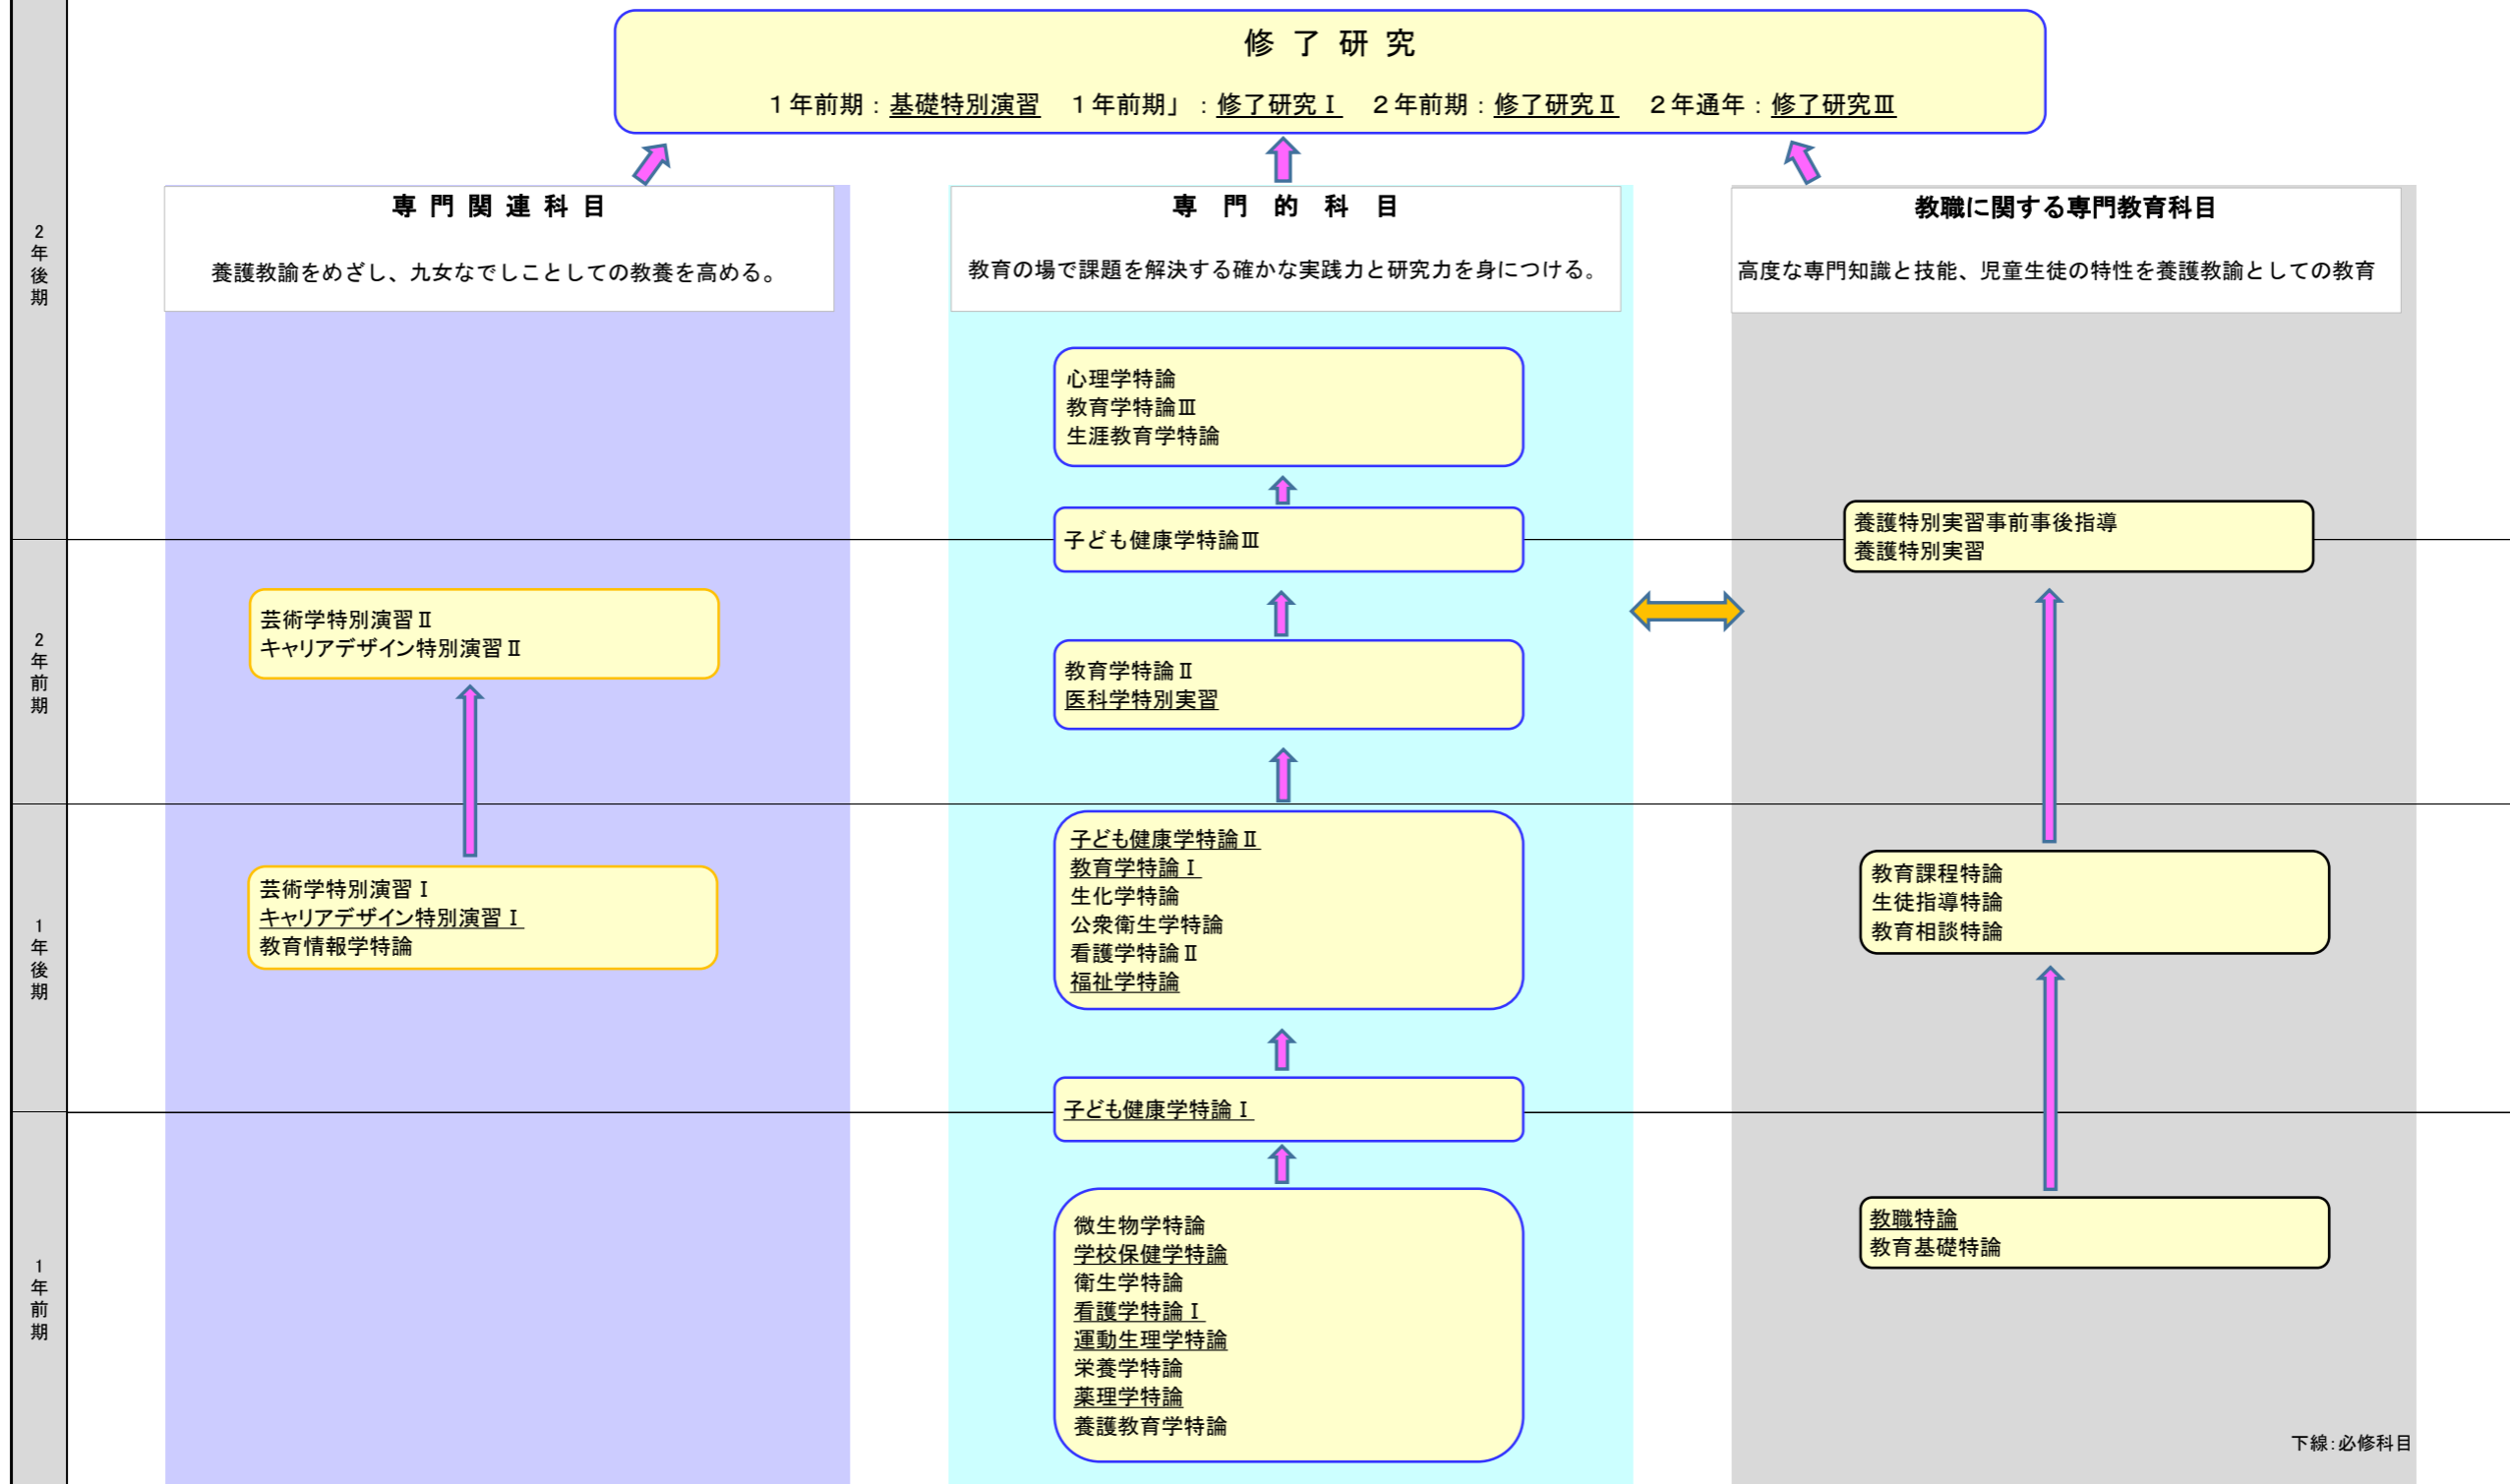 修了研究
1年前期：基礎特別演習　1年前期」：修了研究Ⅰ　2年前期：修了研究Ⅱ　2年通年：修了研究Ⅲ
専門関連科目
養護教諭をめざし、九女なでしことしての教養を高める。
専門的科目
教育の場で課題を解決する確かな実践力と研究力を身につける。
教職に関する専門教育科目
高度な専門知識と技能、児童生徒の特性を養護教諭としての教育
2年後期
心理学特論
教育学特論Ⅲ
生涯教育学特論
子ども健康学特論Ⅲ
養護特別実習事前事後指導
養護特別実習
2年前期
芸術学特別演習Ⅱ
キャリアデザイン特別演習Ⅱ
教育学特論Ⅱ
医科学特別実習
1年後期
芸術学特別演習Ⅰ
キャリアデザイン特別演習Ⅰ
教育情報学特論
子ども健康学特論Ⅱ
教育学特論Ⅰ
生化学特論
公衆衛生学特論
看護学特論Ⅱ
福祉学特論
教育課程特論
生徒指導特論
教育相談特論
子ども健康学特論Ⅰ
1年前期
微生物学特論
学校保健学特論
衛生学特論
看護学特論Ⅰ
運動生理学特論
栄養学特論
薬理学特論
養護教育学特論
教職特論
教育基礎特論
下線：必修科目